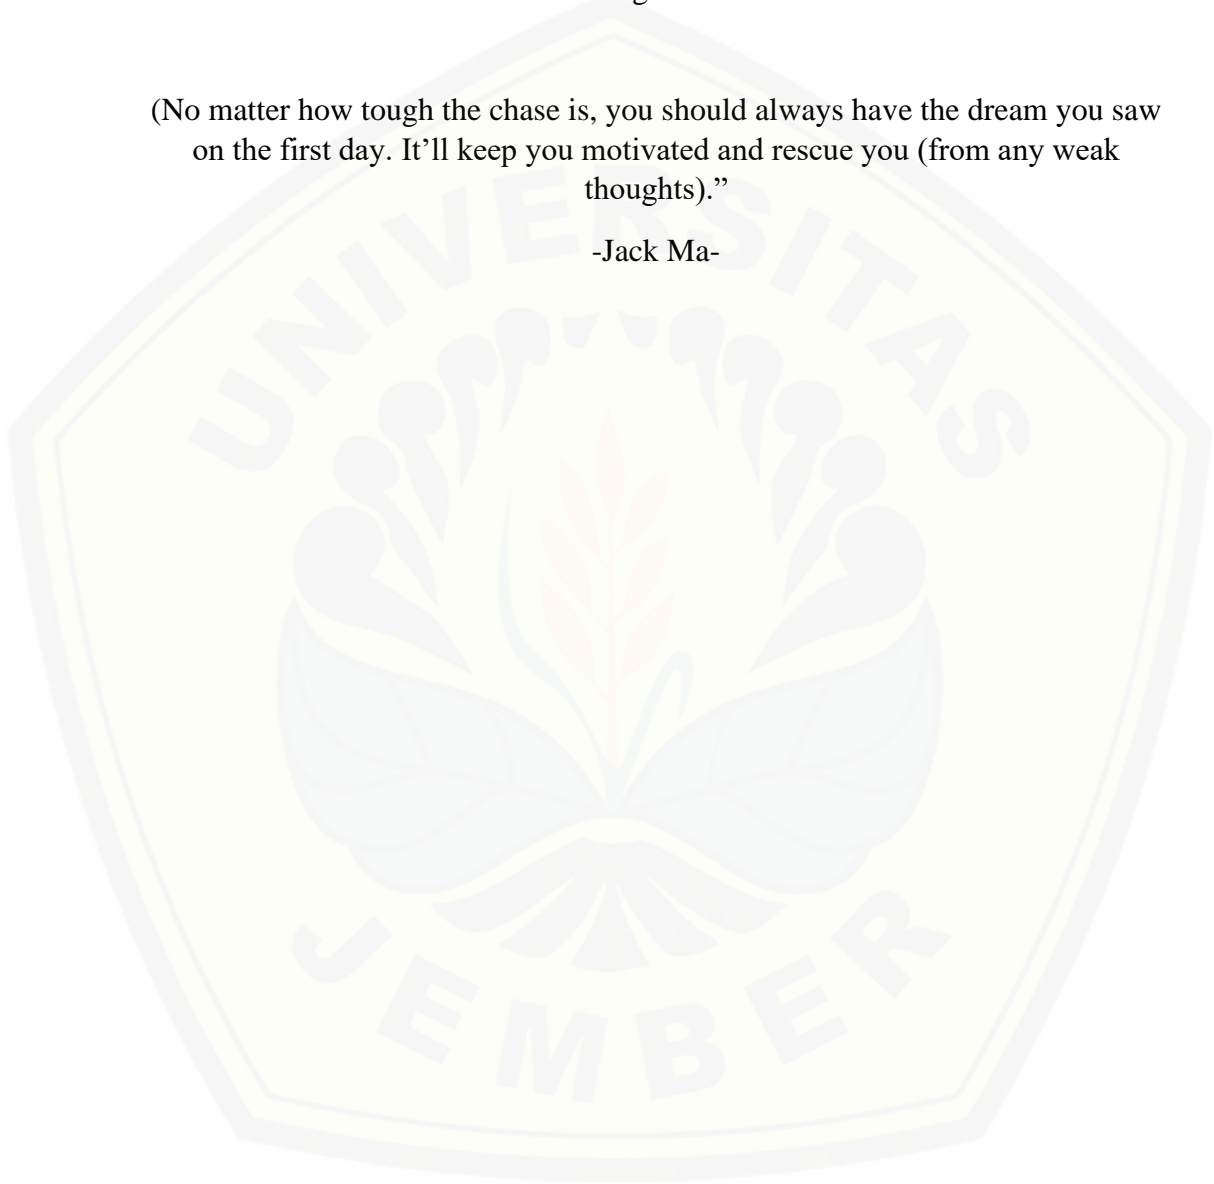 (No matter how tough the chase is, you should always have the dream you saw
on the first day. It’ll keep you motivated and rescue you (from any weak
thoughts).”
-Jack Ma-
UNIVERSITAS
JEMBER